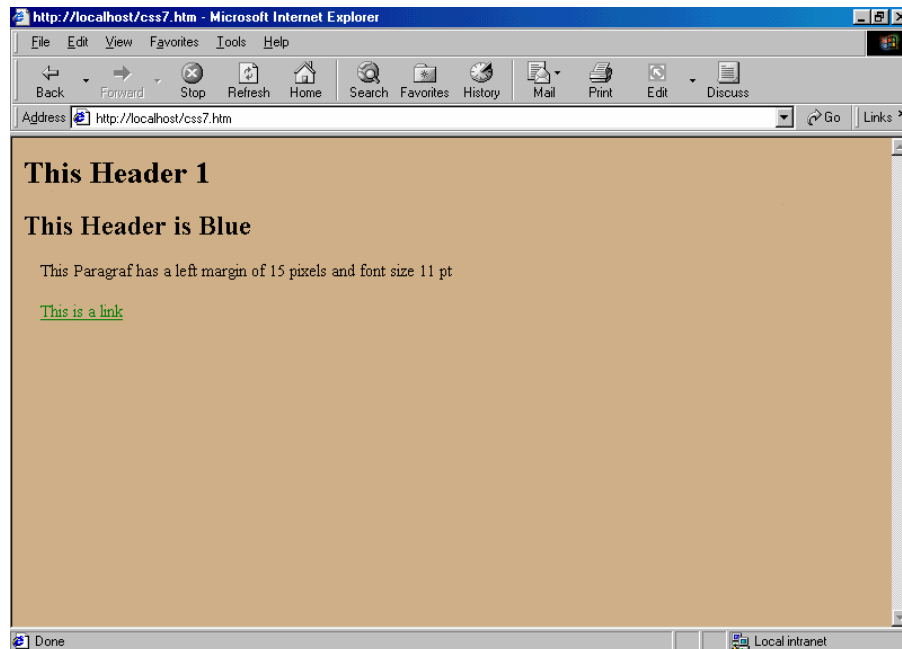 http://localhost/css7.htm - Microsoft Internet Explorer
File Edit View Favorites Tools Help
Back Forward Stop Refresh Home Search Favorites History Mail Print Edit Discuss
Address http://localhost/css7.htm Go Links
This Header 1
This Header is Blue
This Paragraf has a left margin of 15 pixels and font size 11 pt
This is a link
Done Local intranet